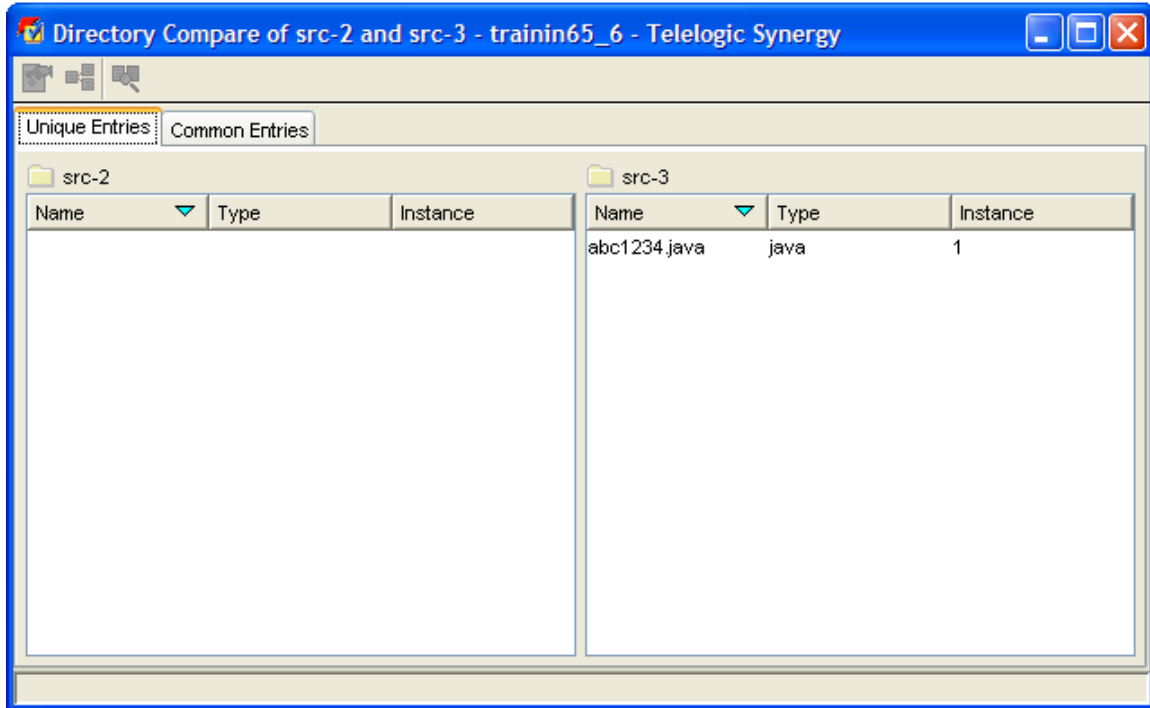 Directory Compare of src-2 and src-3 - trainin65_6 - Telelogic Synergy
Unique Entries Common Entries
src-2 src-3
Name Type Instance Name Type Instance
abc1234.java java 1